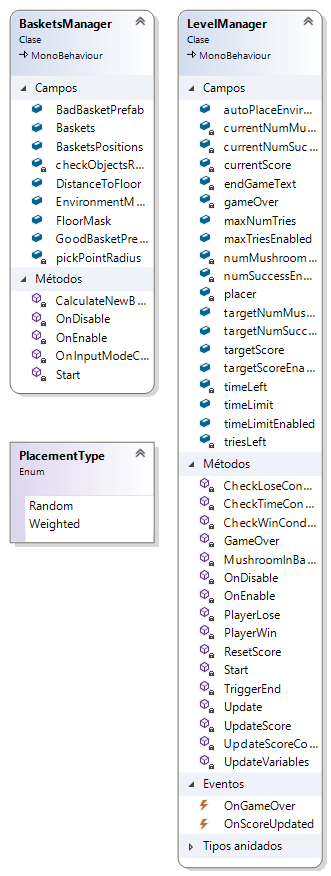 BasketsManager
Clase
MonoBehaviour
Campos
BadBasketPrefab
Baskets
BasketsPositions
checkObjectsR...
DistanceToFloor
EnvironmentM...
FloorMask
GoodBasketPre...
pickPointRadius
Métodos
CalculateNewB...
OnDisable
OnEnable
OnInputModeC...
Start
PlacementType
Enum
Random
Weighted
LevelManager
Clase
MonoBehaviour
Campos
autoPlaceEnvir...
currentNumMu...
currentNumSuc...
currentScore
endGameText
gameOver
maxNumTries
maxTriesEnabled
numMushroom...
numSuccessEn...
placer
targetNumMus...
targetNumSucc...
targetScore
targetScoreEna...
timeLeft
timeLimit
timeLimitEnabled
triesLeft
Métodos
CheckLoseCon...
CheckTimeCon...
CheckWinCond...
GameOver
MushroomInBa...
OnDisable
OnEnable
PlayerLose
PlayerWin
ResetScore
Start
TriggerEnd
Update
UpdateScore
UpdateScoreCo...
UpdateVariables
Eventos
OnGameOver
OnScoreUpdated
Tipos anidados